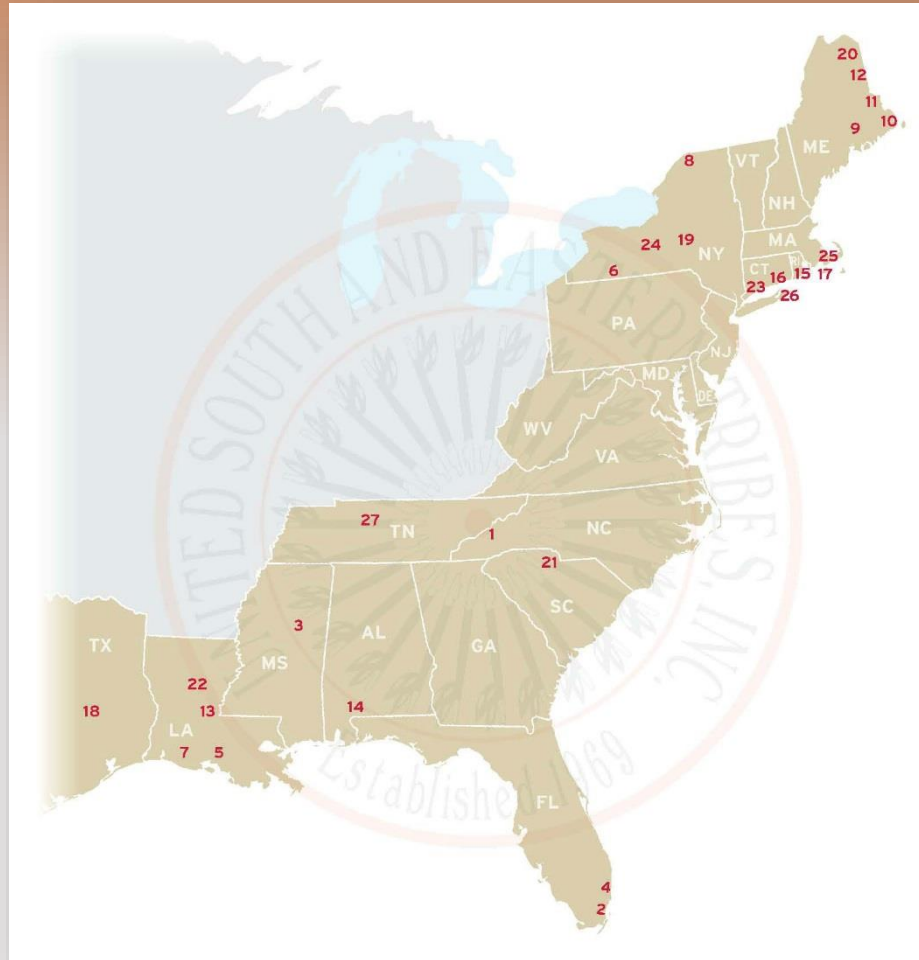 20
12
11
10
9
ME
8
VT
NH
19
24
NY
MA
25
6
CT
RI
16
15
17
23
26
PA
NJ
MD
DE
WV
VA
27
TN
1
NC
21
SC
3
AL
GA
MS
TX
22
18
13
14
LA
7
5
FL
4
2
UNITED SOUTH AND EASTERN TRIBES, INC.
Established 1969